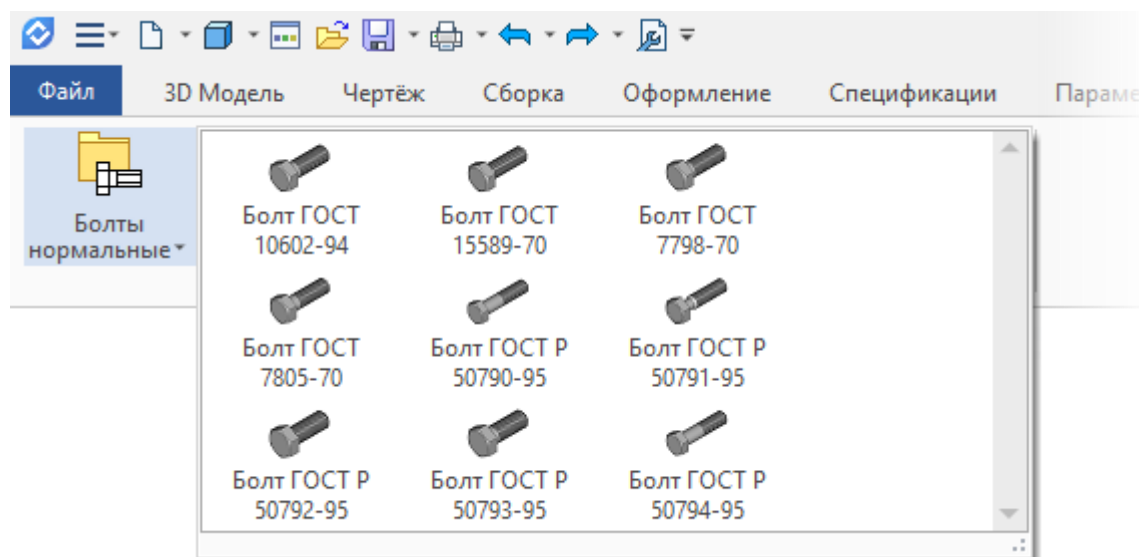 Файл 3D Модель Чертёж Сборка Оформление Спецификации
Болты
нормальные
Болт ГОСТ
10602-94
Болт ГОСТ
15589-70
Болт ГОСТ
7798-70
Болт ГОСТ
7805-70
Болт ГОСТ Р
50790-95
Болт ГОСТ Р
50791-95
Болт ГОСТ Р
50792-95
Болт ГОСТ Р
50793-95
Болт ГОСТ Р
50794-95